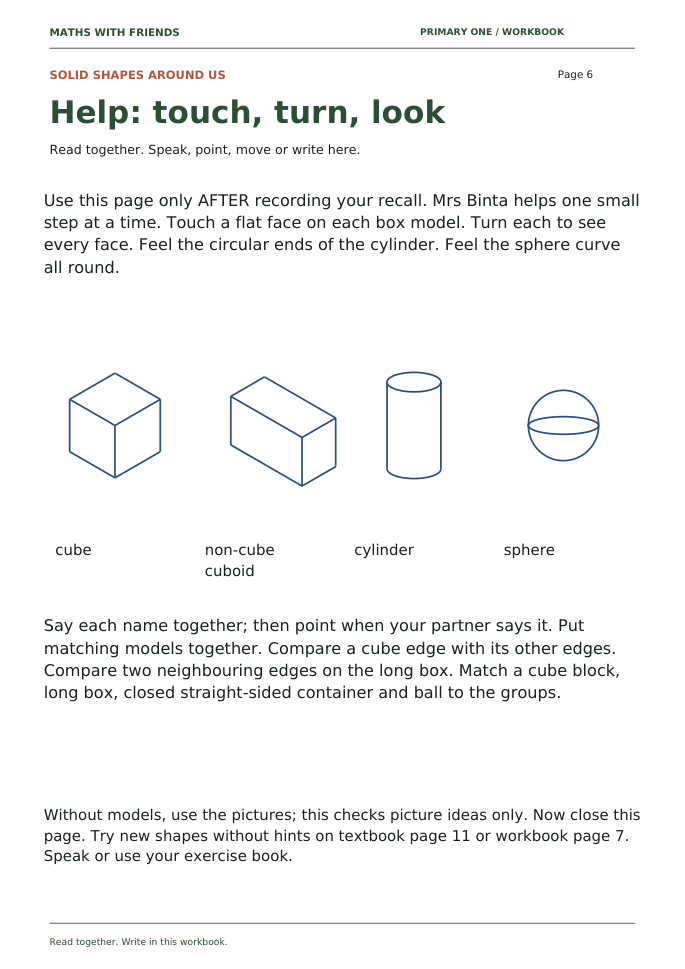 MATHS WITH FRIENDS
PRIMARY ONE / WORKBOOK
SOLID SHAPES AROUND US
Page 6
Help: touch, turn, look
Read together. Speak, point, move or write here.
Use this page only AFTER recording your recall. Mrs Binta helps one small
step at a time. Touch a flat face on each box model. Turn each to see
every face. Feel the circular ends of the cylinder. Feel the sphere curve
all round.
cube
non-cube
cuboid
cylinder
sphere
Say each name together; then point when your partner says it. Put
matching models together. Compare a cube edge with its other edges.
Compare two neighbouring edges on the long box. Match a cube block,
long box, closed straight-sided container and ball to the groups.
Without models, use the pictures; this checks picture ideas only. Now close this
page. Try new shapes without hints on textbook page 11 or workbook page 7.
Speak or use your exercise book.
Read together. Write in this workbook.